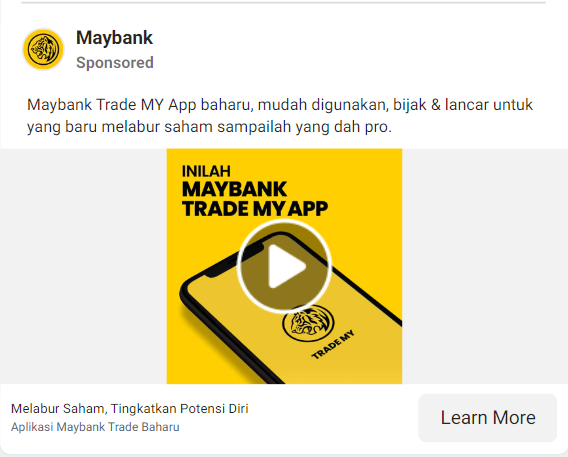 Maybank
Sponsored
Maybank Trade MY App baharu, mudah digunakan, bijak & lancar untuk
yang baru melabur saham sampailah yang dah pro.
INILAH
MAYBANK
TRADE MY APP
TRADE MY
Melabur Saham, Tingkatkan Potensi Diri
Aplikasi Maybank Trade Baharu
Learn More